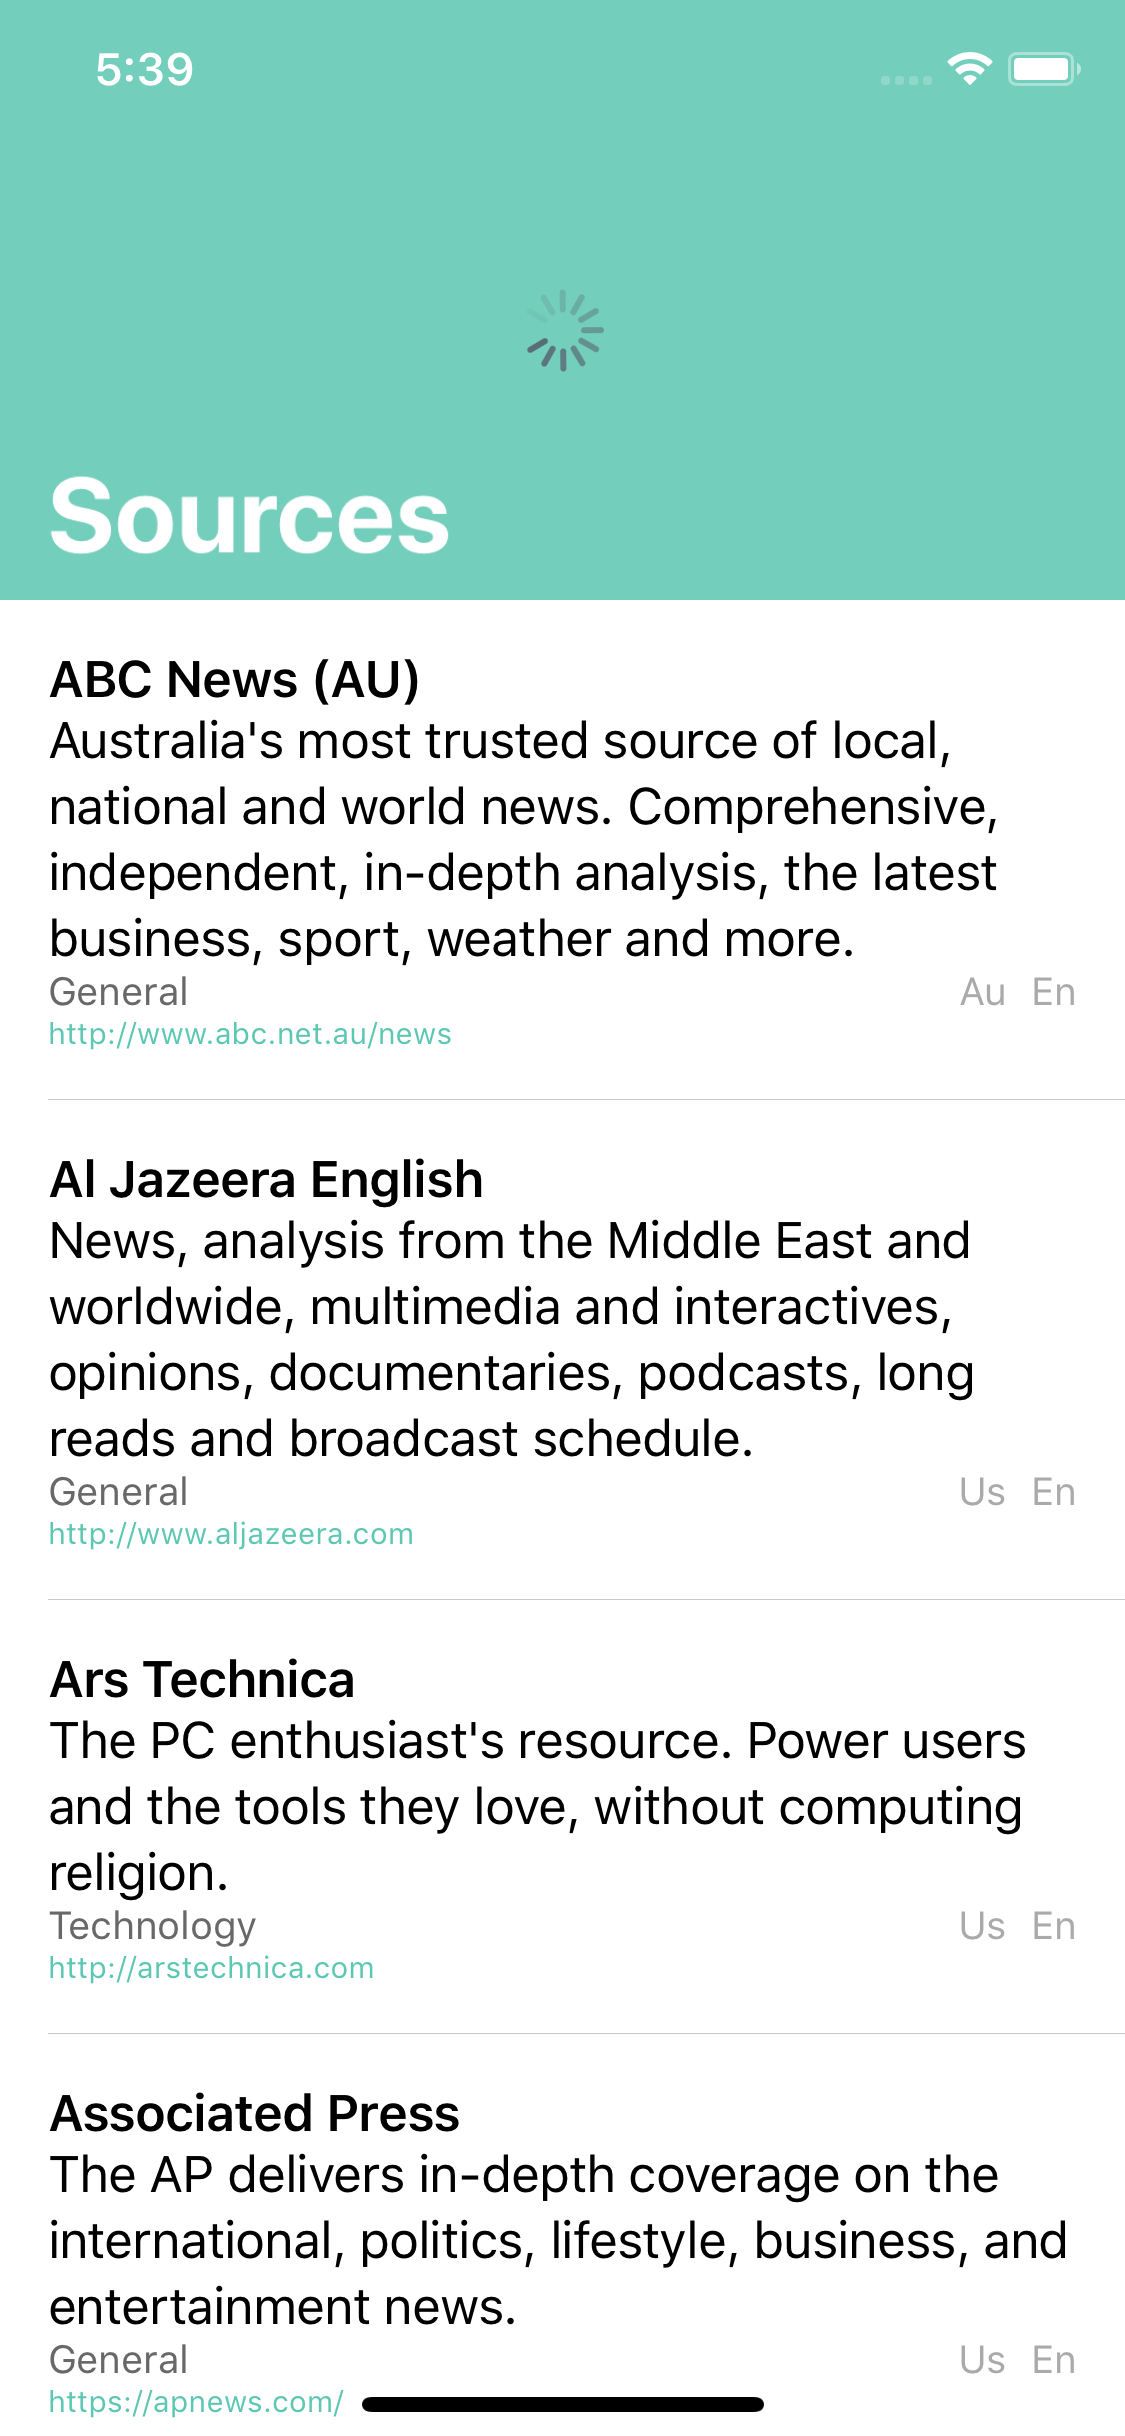 5:39
Sources
ABC News (AU)
Australia's most trusted source of local,
national and world news. Comprehensive,
independent, in-depth analysis, the latest
business, sport, weather and more.
General Au En
http://www.abc.net.au/news
Al Jazeera English
News, analysis from the Middle East and
worldwide, multimedia and interactives,
opinions, documentaries, podcasts, long
reads and broadcast schedule.
General Us En
http://www.aljazeera.com
Ars Technica
The PC enthusiast's resource. Power users
and the tools they love, without computing
religion.
Technology Us En
http://arstechnica.com
Associated Press
The AP delivers in-depth coverage on the
international, politics, lifestyle, business, and
entertainment news.
General Us En
https://apnews.com/